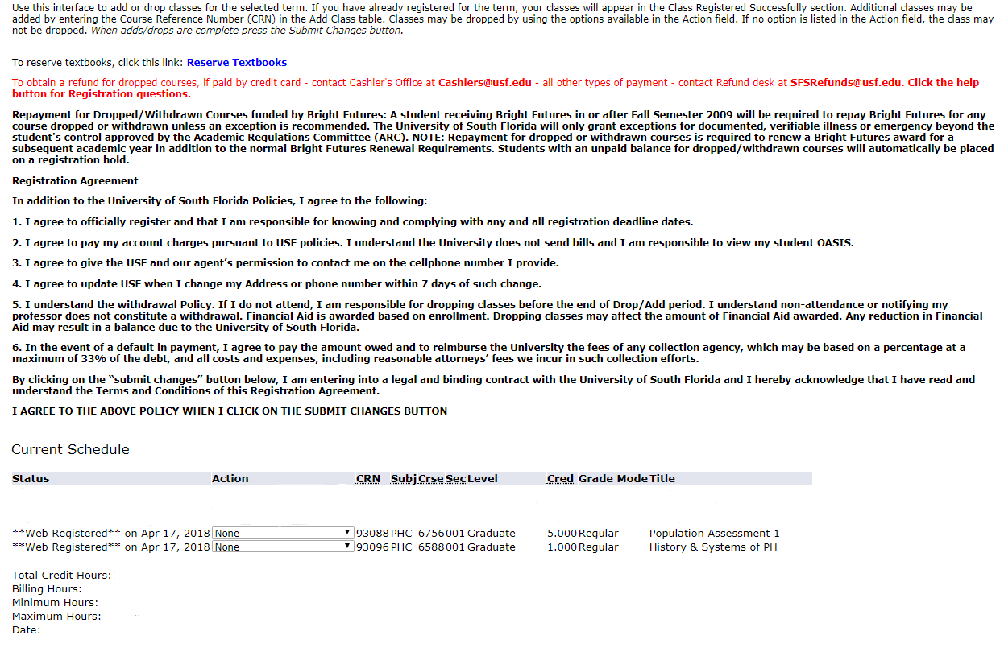 Use this interface to add or drop classes for the selected term. If you have already registered for the term, your classes will appear in the Class Registered Successfully section. Additional classes may be
added by entering the Course Reference Number (CRN) in the Add Class table. Classes may be dropped by using the options available in the Action field. If no option is listed in the Action field, the class may
not be dropped. When adds/drops are complete press the Submit Changes button.
To reserve textbooks, click this link: Reserve Textbooks
To obtain a refund for dropped courses, if paid by credit card - contact Cashier's Office at Cashiers@usf.edu - all other types of payment - contact Refund desk at SFSRefunds@usf.edu. Click the help
button for Registration questions.
Repayment for Dropped/Withdrawn Courses funded by Bright Futures: A student receiving Bright Futures in or after Fall Semester 2009 will be required to repay Bright Futures for any
course dropped or withdrawn unless an exception is recommended. The University of South Florida will only grant exceptions for documented, verifiable illness or emergency beyond the
student's control approved by the Academic Regulations Committee (ARC). NOTE: Repayment for dropped or withdrawn courses is required to renew a Bright Futures award for a
subsequent academic year in addition to the normal Bright Futures Renewal Requirements. Students with an unpaid balance for dropped/withdrawn courses will automatically be placed
on a registration hold.
Registration Agreement
In addition to the University of South Florida Policies, I agree to the following:
1. I agree to officially register and that I am responsible for knowing and complying with any and all registration deadline dates.
2. I agree to pay my account charges pursuant to USF policies. I understand the University does not send bills and I am responsible to view my student OASIS.
3. I agree to give the USF and our agent’s permission to contact me on the cellphone number I provide.
4. I agree to update USF when I change my Address or phone number within 7 days of such change.
5. I understand the withdrawal Policy. If I do not attend, I am responsible for dropping classes before the end of Drop/Add period. I understand non-attendance or notifying my
professor does not constitute a withdrawal. Financial Aid is awarded based on enrollment. Dropping classes may affect the amount of Financial Aid awarded. Any reduction in Financial
Aid may result in a balance due to the University of South Florida.
6. In the event of a default in payment, I agree to pay the amount owed and to reimburse the University the fees of any collection agency, which may be based on a percentage at a
maximum of 33% of the debt, and all costs and expenses, including reasonable attorneys’ fees we incur in such collection efforts.
By clicking on the “submit changes” button below, I am entering into a legal and binding contract with the University of South Florida and I hereby acknowledge that I have read and
understand the Terms and Conditions of this Registration Agreement.
I AGREE TO THE ABOVE POLICY WHEN I CLICK ON THE SUBMIT CHANGES BUTTON
Current Schedule
Status Action CRN Subj Crse Sec Level Cred Grade Mode Title
**Web Registered** on Apr 17, 2018 None 93088 PHC 6756 001 Graduate 5.000 Regular Population Assessment 1
**Web Registered** on Apr 17, 2018 None 93096 PHC 6588 001 Graduate 1.000 Regular History & Systems of PH
Total Credit Hours:
Billing Hours:
Minimum Hours:
Maximum Hours:
Date: